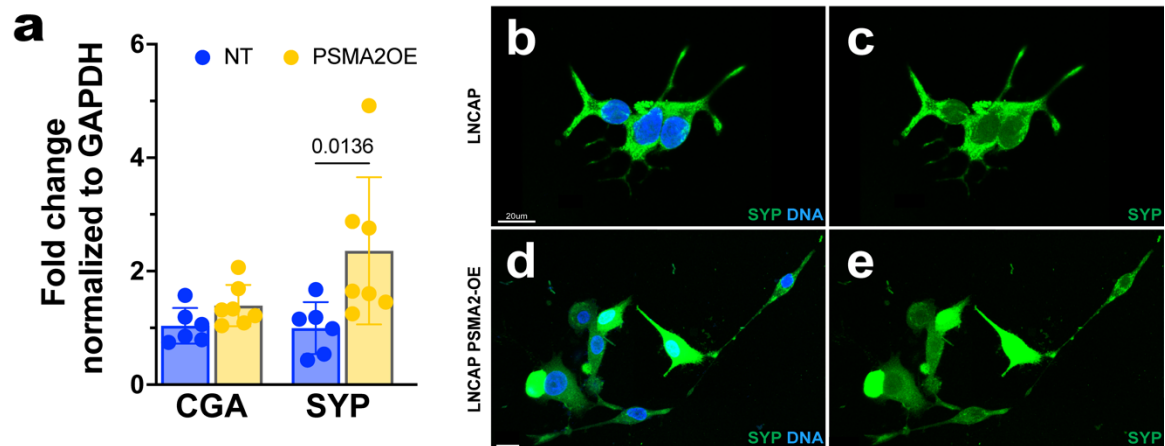 a
Fold change
normalized to GAPDH
6
4
2
0
NT
PSMA2OE
0.0136
CGA
SYP
LNCAP
b
20um
SYP DNA
c
SYP
LNCAP PSMA2-OE
d
SYP DNA
e
SYP